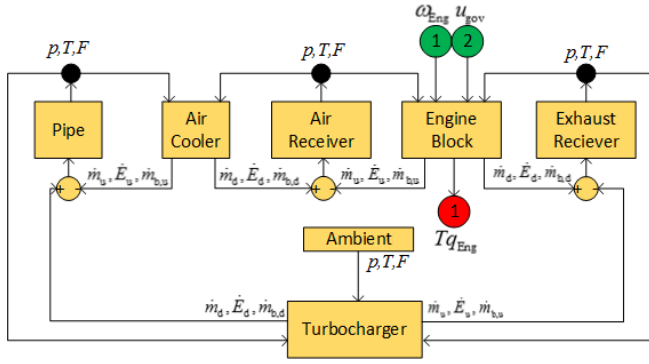 ω_Eng u_gov
1 2
p,T,F p,T,F p,T,F
Pipe
Air
Cooler
Air
Receiver
Engine
Block
Exhaust
Reciever
ṁ_u, Ė_u, ṁ_b,u
ṁ_d, Ė_d, ṁ_b,d
ṁ_u, Ė_u, ṁ_b,u
ṁ_d, Ė_d, ṁ_b,d
+ -
+ -
+ -
1
Tq_Eng
Ambient
p,T,F
ṁ_d, Ė_d, ṁ_b,d
Turbocharger
ṁ_u, Ė_u, ṁ_b,u